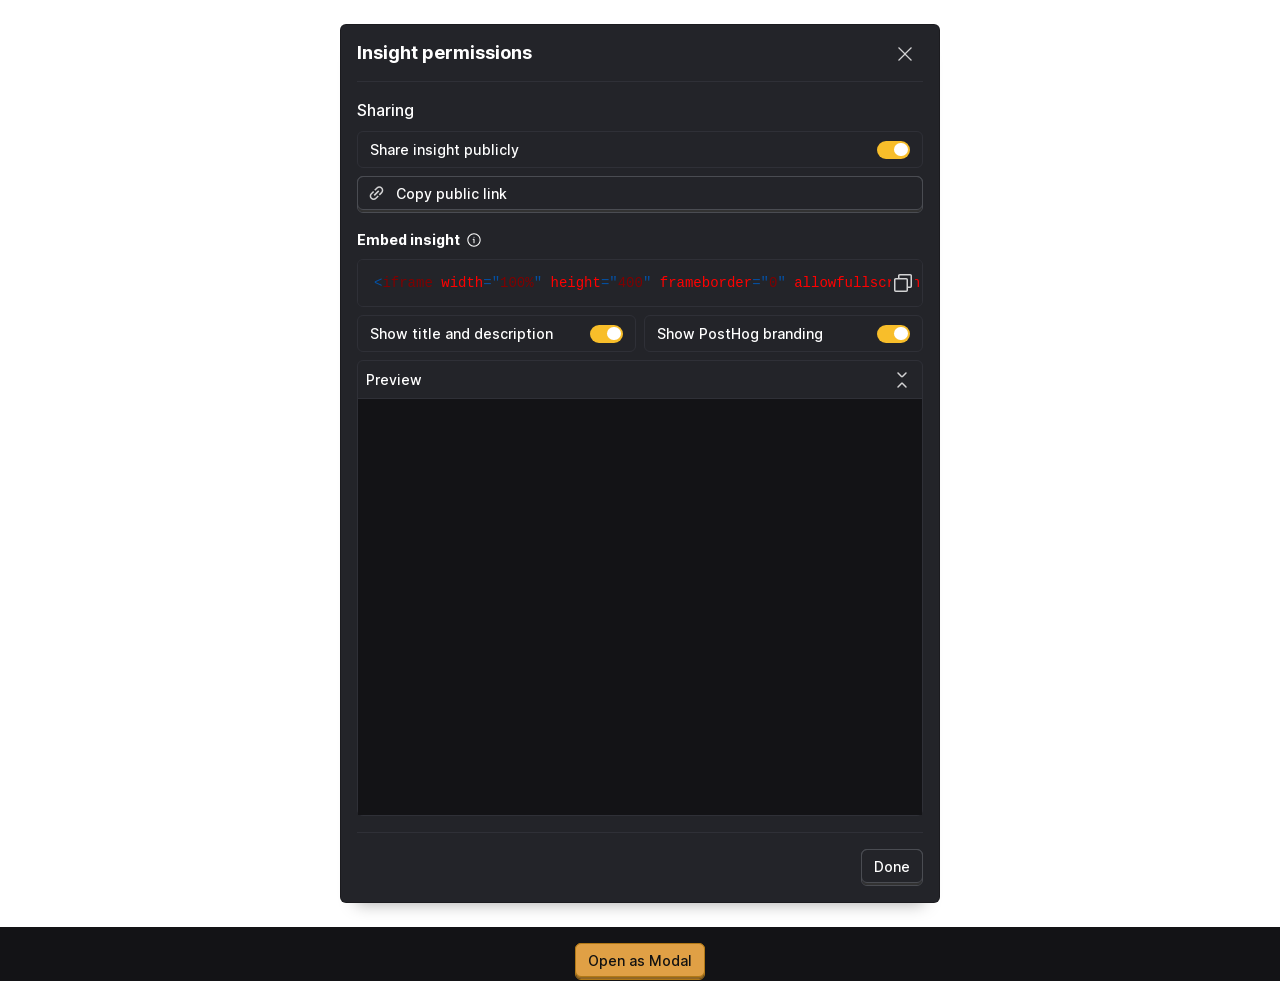 Insight permissions
Sharing
Share insight publicly
Copy public link
Embed insight
<iframe width="100%" height="400" frameborder="0" allowfullscr
Show title and description
Show PostHog branding
Preview
Done
Open as Modal